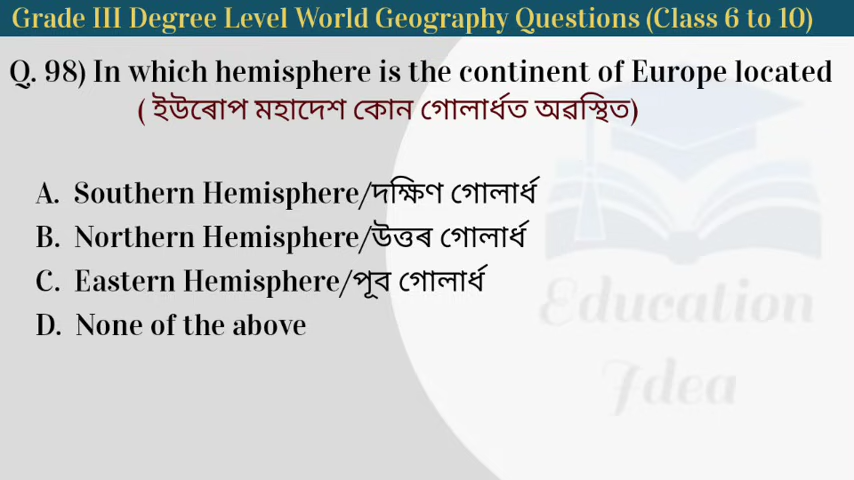 Grade III Degree Level World Geography Questions (Class 6 to 10)
Q. 98) In which hemisphere is the continent of Europe located
( ইউৰোপ মহাদেশ কোন গোলাৰ্ধত অৱস্থিত)
A. Southern Hemisphere/দক্ষিণ গোলাৰ্ধ
B. Northern Hemisphere/উত্তৰ গোলাৰ্ধ
C. Eastern Hemisphere/পূব গোলাৰ্ধ
D. None of the above
Education
Idea